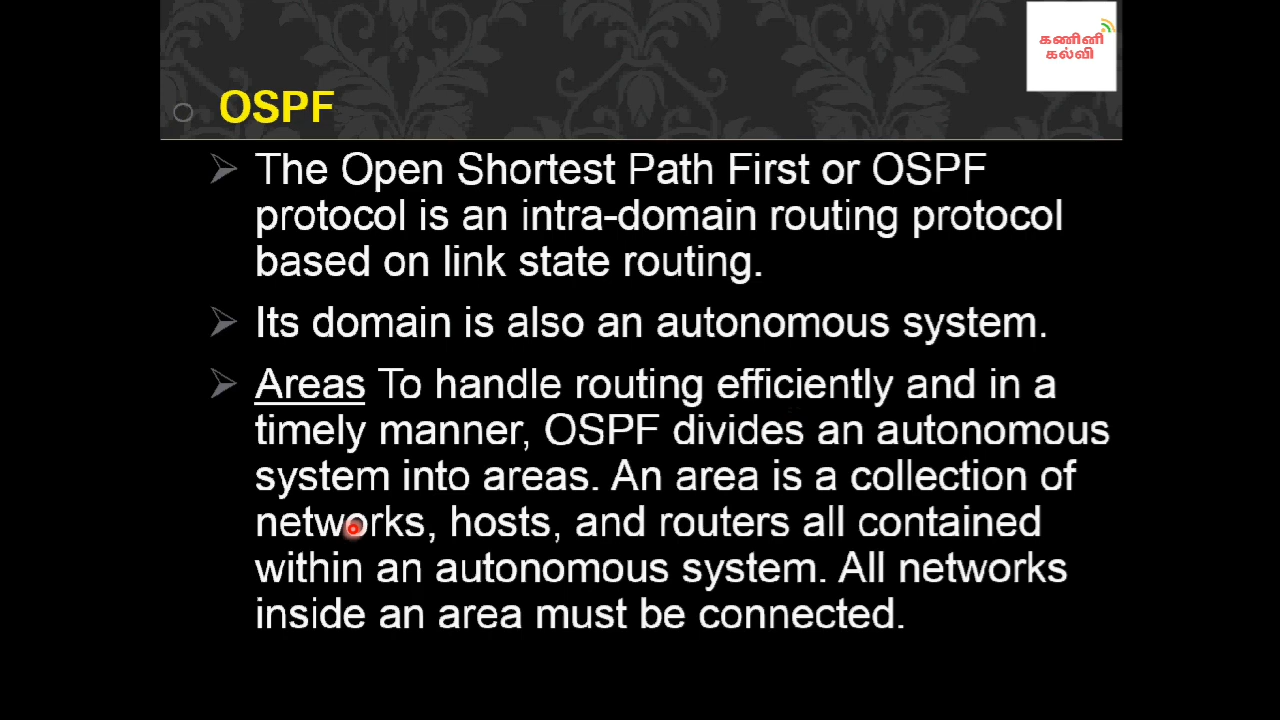 கணினி
கல்வி
OSPF
The Open Shortest Path First or OSPF
protocol is an intra-domain routing protocol
based on link state routing.
Its domain is also an autonomous system.
Areas To handle routing efficiently and in a
timely manner, OSPF divides an autonomous
system into areas. An area is a collection of
networks, hosts, and routers all contained
within an autonomous system. All networks
inside an area must be connected.